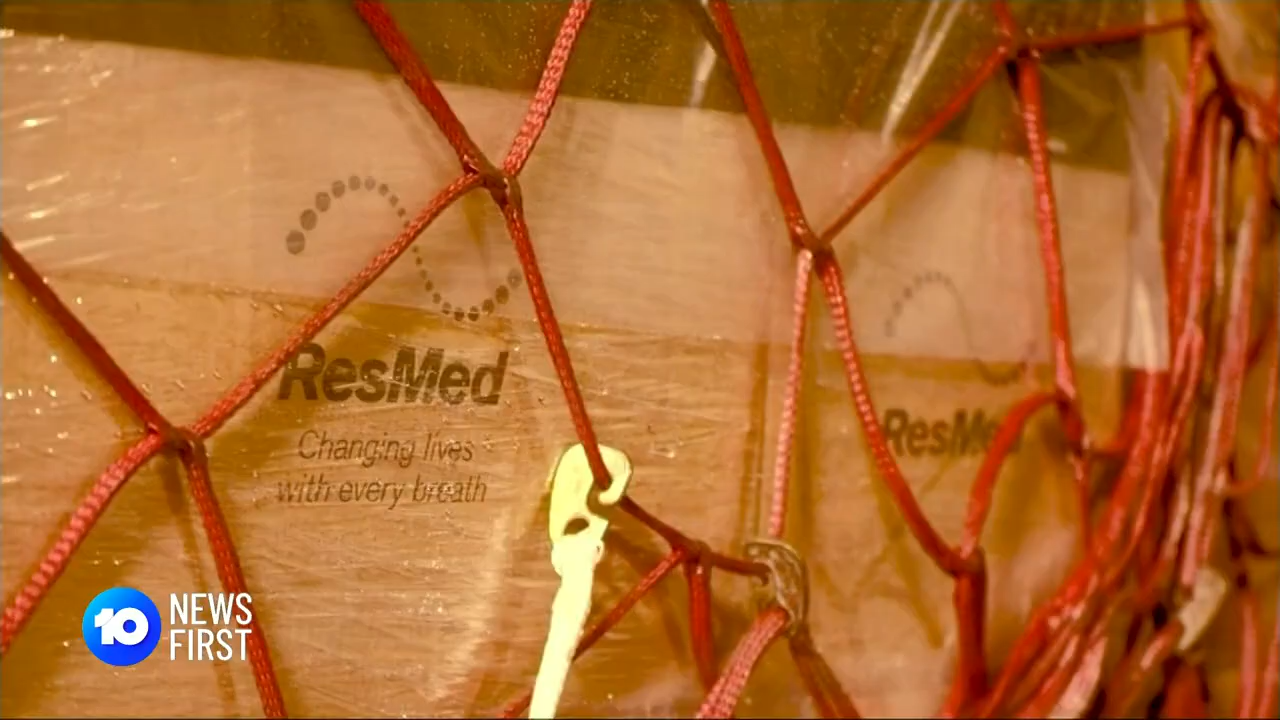 ResMed
Changing lives
with every breath
ResMed
10 NEWS
FIRST